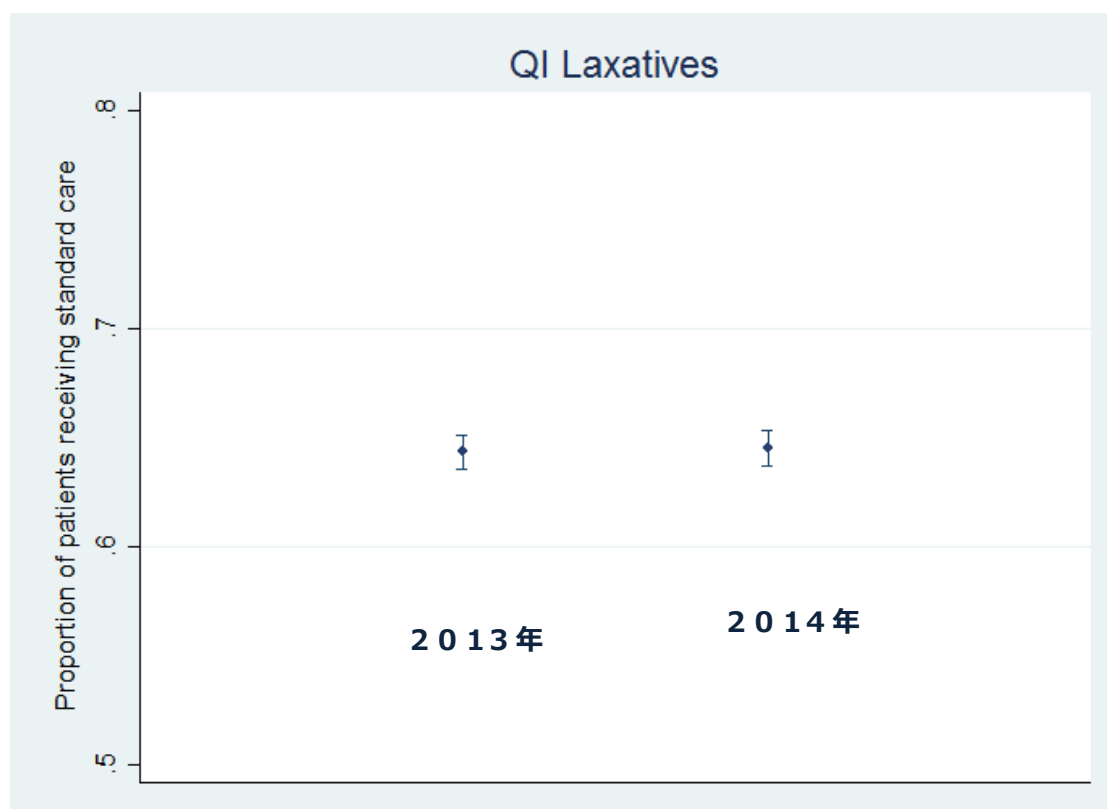 QI Laxatives
Proportion of patients receiving standard care
.8
.7
.6
.5
２０１３年
２０１４年